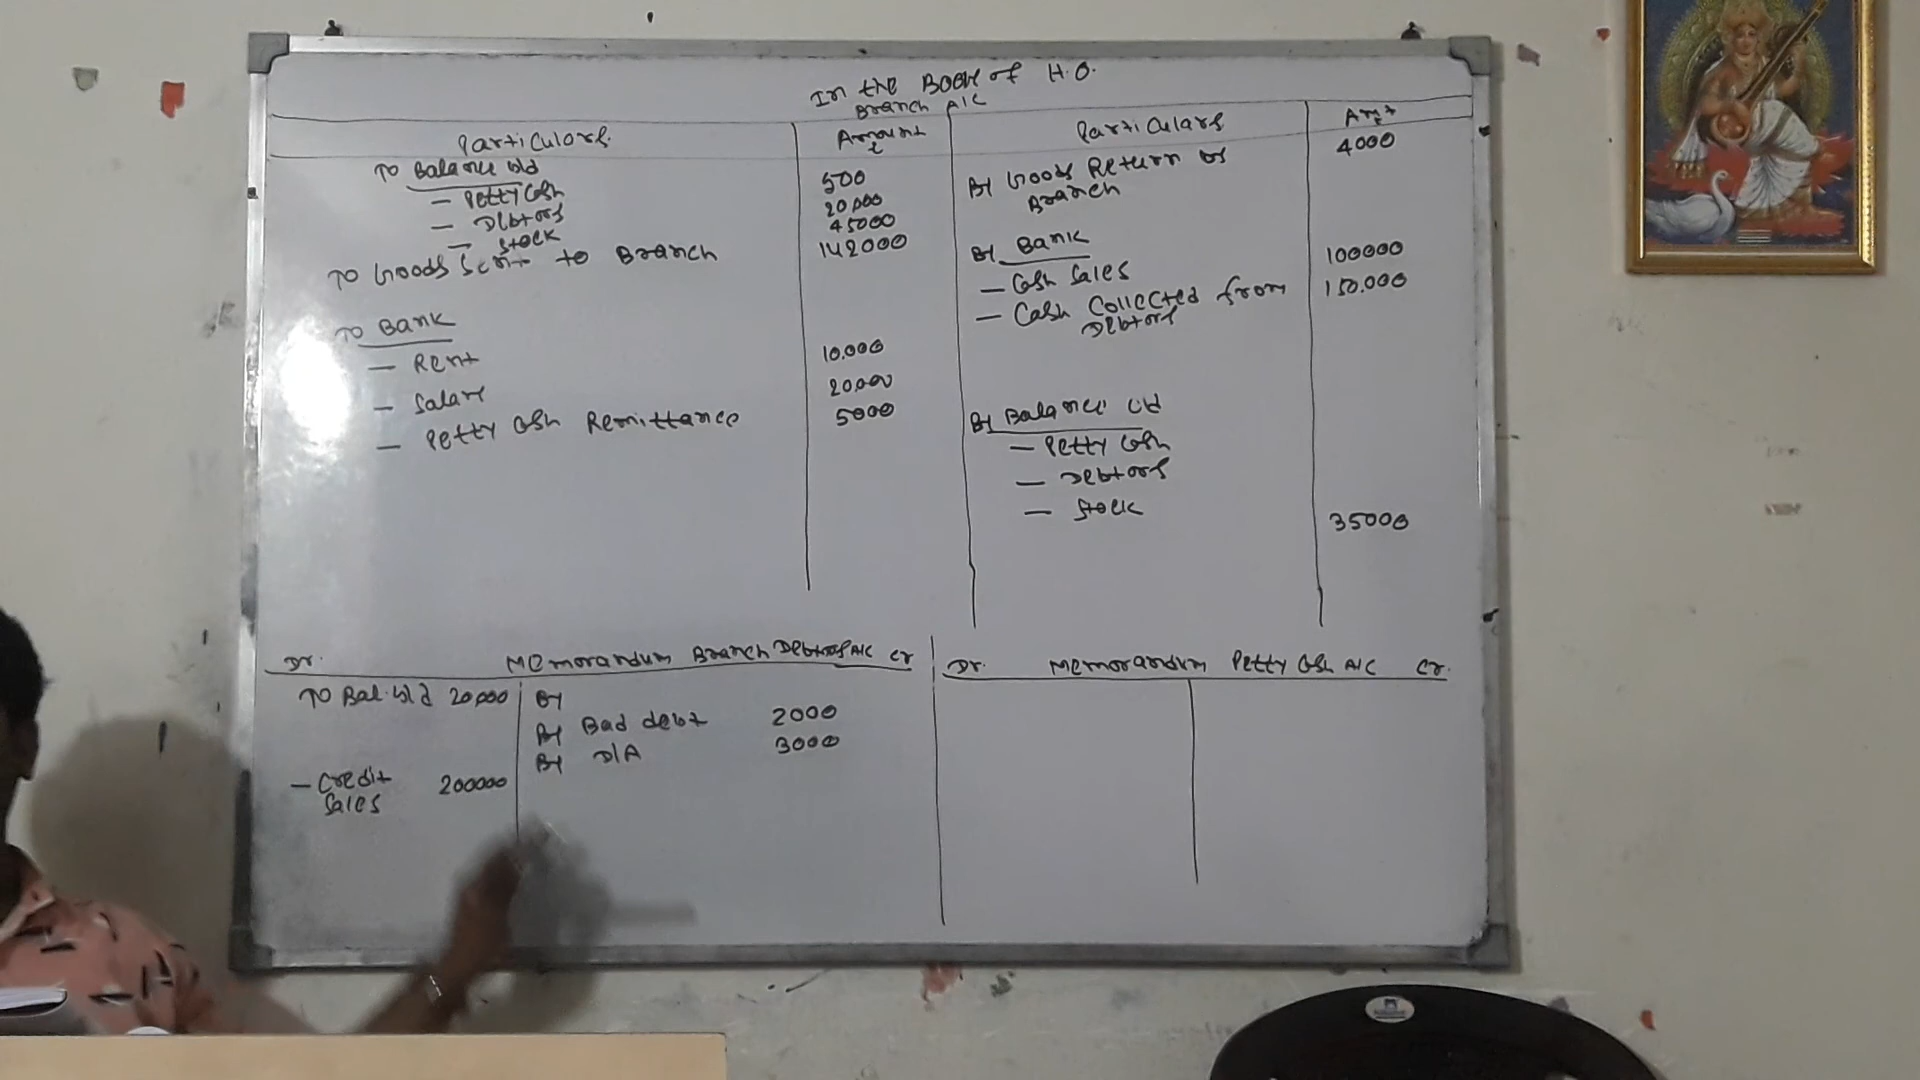 In the Book of H.O.
Branch A/C
Particulars. Amount Particulars Amt
To Balance b/d
— Petty Cash 500
— Debtors 20,000
— Stock 45000
To Goods Sent to Branch 142000
To Bank
— Rent 10.000
— Salary 20,000
— Petty Cash Remittance 5000
By Goods Return by Branch 4000
By Bank
— Cash Sales 100000
— Cash Collected from Debtors 150.000
By Balance c/d
— Petty Cash
— Debtors
— Stock 35000
Dr. Memorandum Branch Debtors A/C Cr
To Bal. b/d 20,000 By
By Bad debt 2000
By D/A 3000
— Credit Sales 200000
Dr. Memorandum Petty Cash A/C Cr.